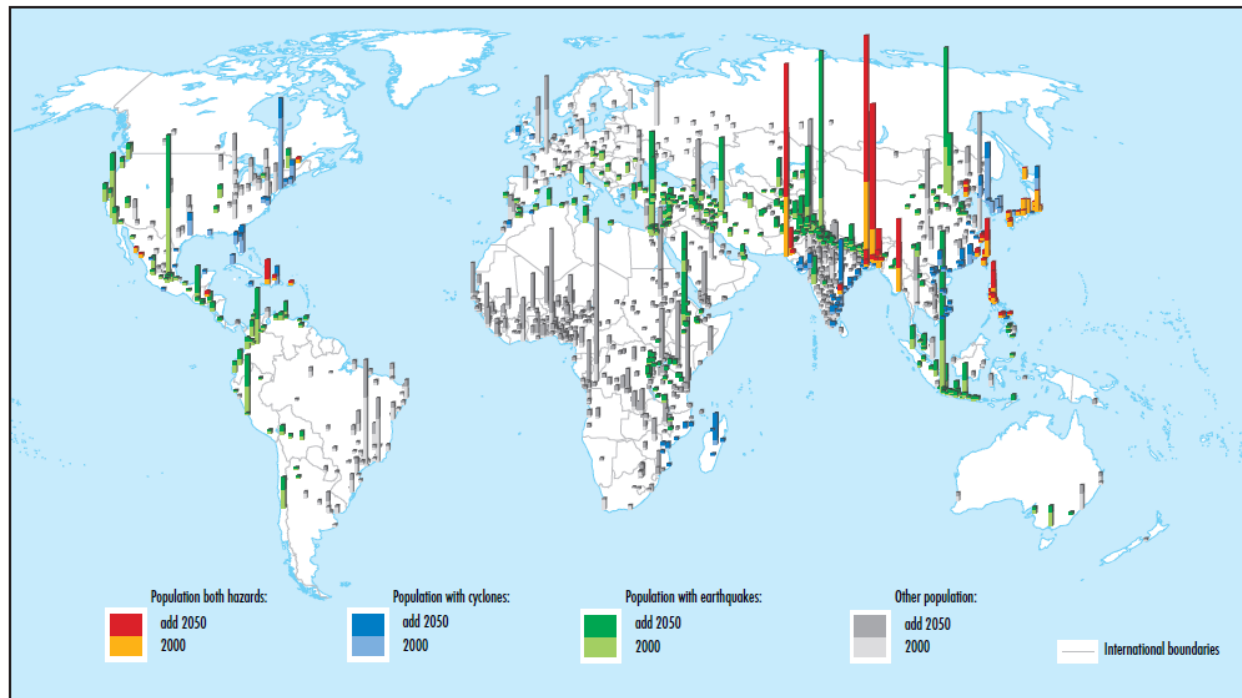 Population both hazards:
add 2050
2000
Population with cyclones:
add 2050
2000
Population with earthquakes:
add 2050
2000
Other population:
add 2050
2000
International boundaries